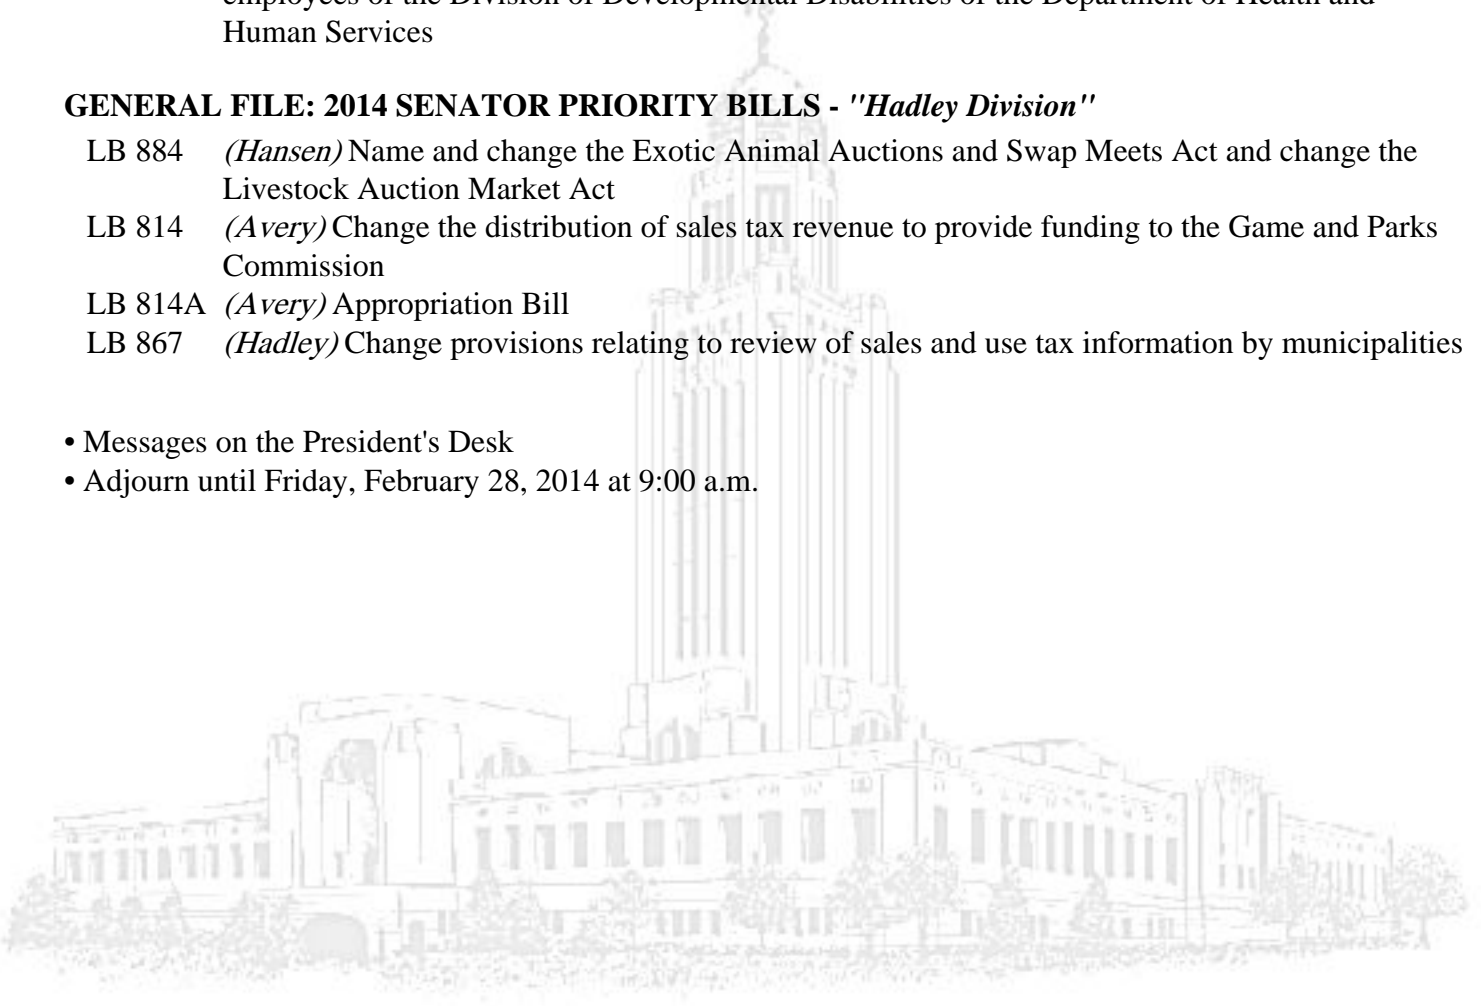 employees of the Division of Developmental Disabilities of the Department of Health and
Human Services
GENERAL FILE: 2014 SENATOR PRIORITY BILLS - "Hadley Division"
LB 884 (Hansen) Name and change the Exotic Animal Auctions and Swap Meets Act and change the
Livestock Auction Market Act
LB 814 (Avery) Change the distribution of sales tax revenue to provide funding to the Game and Parks
Commission
LB 814A (Avery) Appropriation Bill
LB 867 (Hadley) Change provisions relating to review of sales and use tax information by municipalities
• Messages on the President's Desk
• Adjourn until Friday, February 28, 2014 at 9:00 a.m.